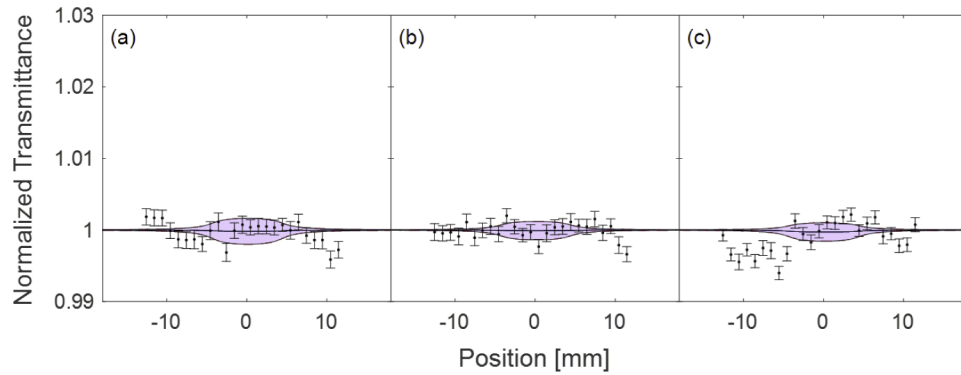 Normalized Transmittance
1.03
1.02
1.01
1
0.99
(a)
(b)
(c)
-10 0 10 -10 0 10 -10 0 10
Position [mm]